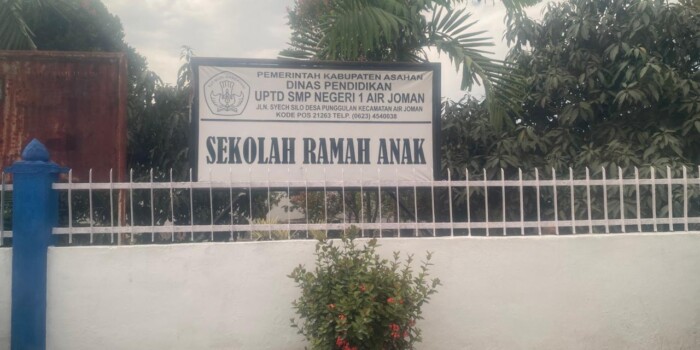 PEMERINTAH KABUPATEN ASAHAN
DINAS PENDIDIKAN
UPTD SMP NEGERI 1 AIR JOMAN
JLN. SYECH SILO DESA PUNGGULAN KECAMATAN AIR JOMAN
KODE POS 21263 TELP. (0623) 4540038
SEKOLAH RAMAH ANAK